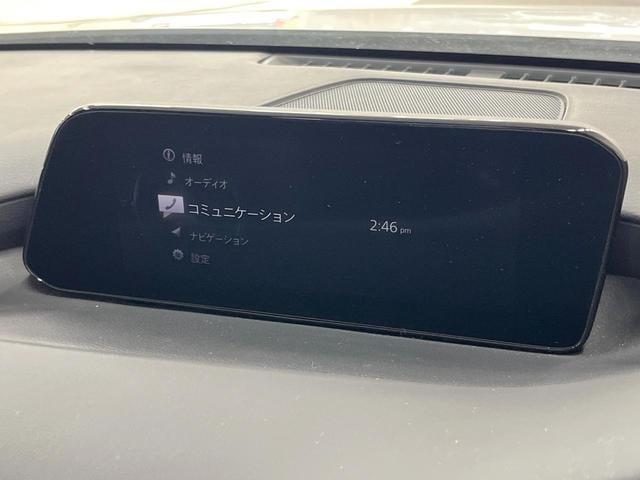 情報
オーディオ
コミュニケーション
2:46 pm
ナビゲーション
設定